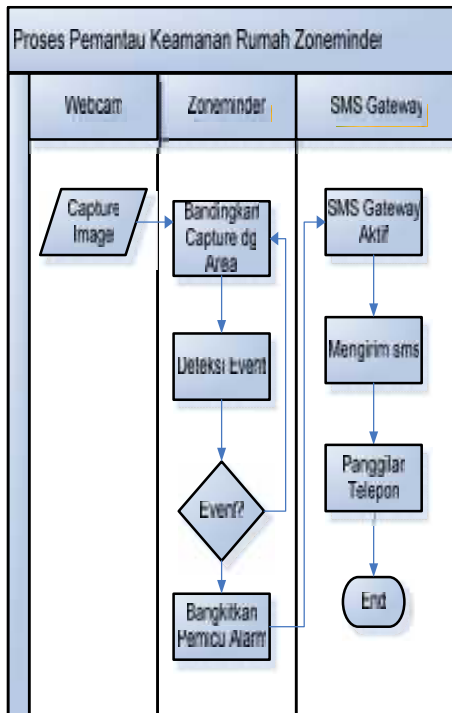 Proses Pemantau Keamanan Rumah Zoneminder
Webcam
Zoneminder
SMS Gateway
Capture
Image
Bandingkan
Capture dg
Area
Deteksi Event
Event?
Bangkitkan
Pemicu Alarm
SMS Gateway
Aktif
Mengirim sms
Panggilan
Telepon
End